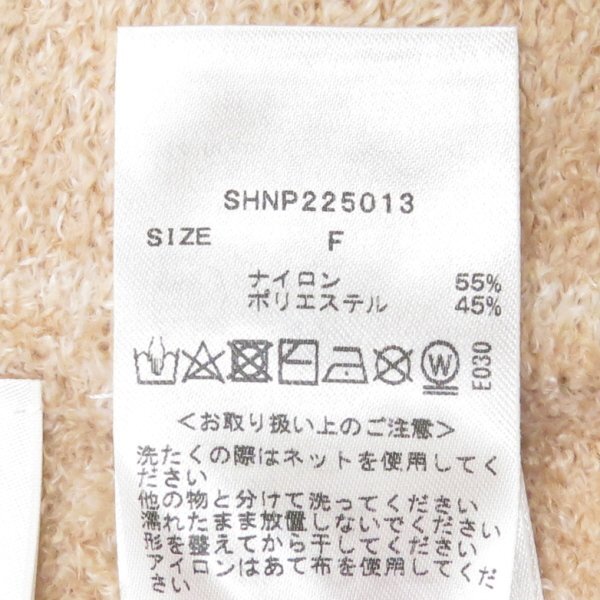 SHNP225013
SIZE F
ナイロン 55%
ポリエステル 45%
W
E030
<お取り扱い上のご注意>
洗たくの際はネットを使用してく
ださい
他の物と分けて洗ってください
濡れたまま放置しないでください
形を整えてから干してください
アイロンはあて布を使用してくだ
さい